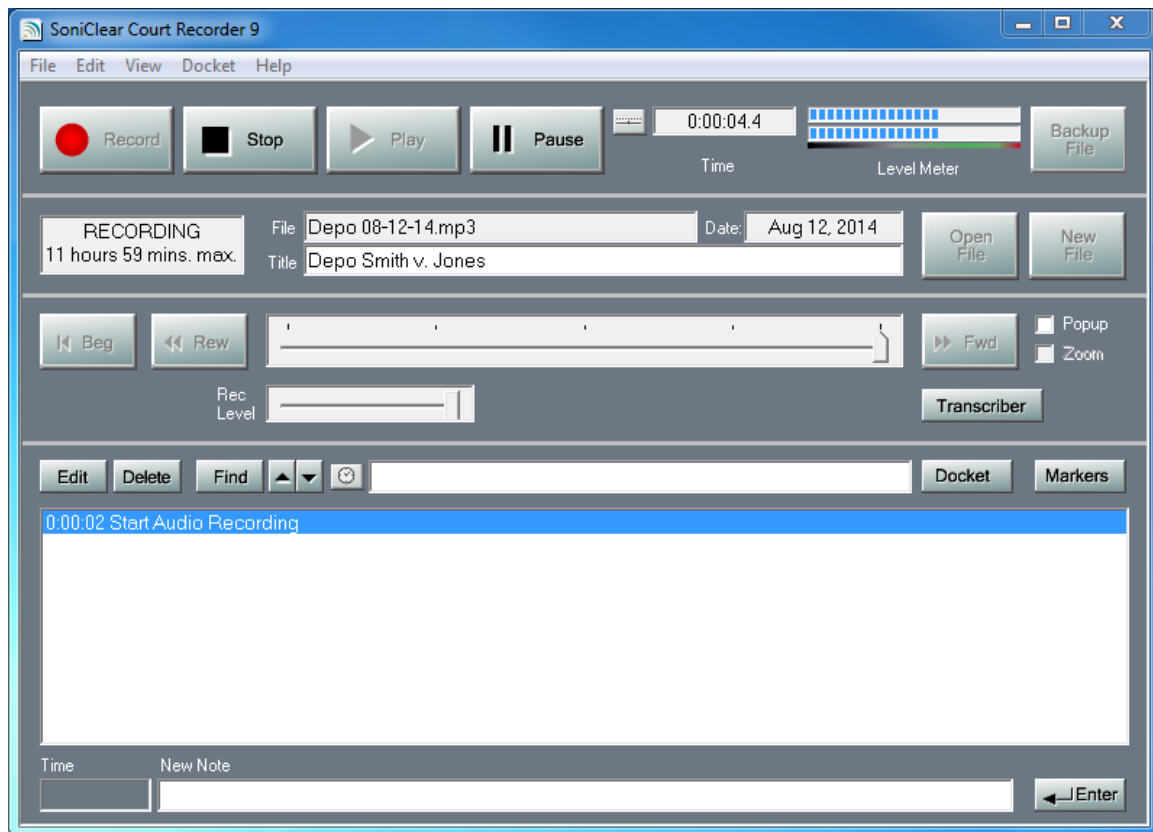 SoniClear Court Recorder 9
File Edit View Docket Help
Record Stop Play Pause 0:00:04.4 Backup File
Time Level Meter
RECORDING
11 hours 59 mins. max.
File Depo 08-12-14.mp3 Date: Aug 12, 2014
Title Depo Smith v. Jones
Open File
New File
Beg Rew Fwd Popup
Zoom
Rec Level
Transcriber
Edit Delete Find Docket Markers
0:00:02 Start Audio Recording
Time New Note
Enter